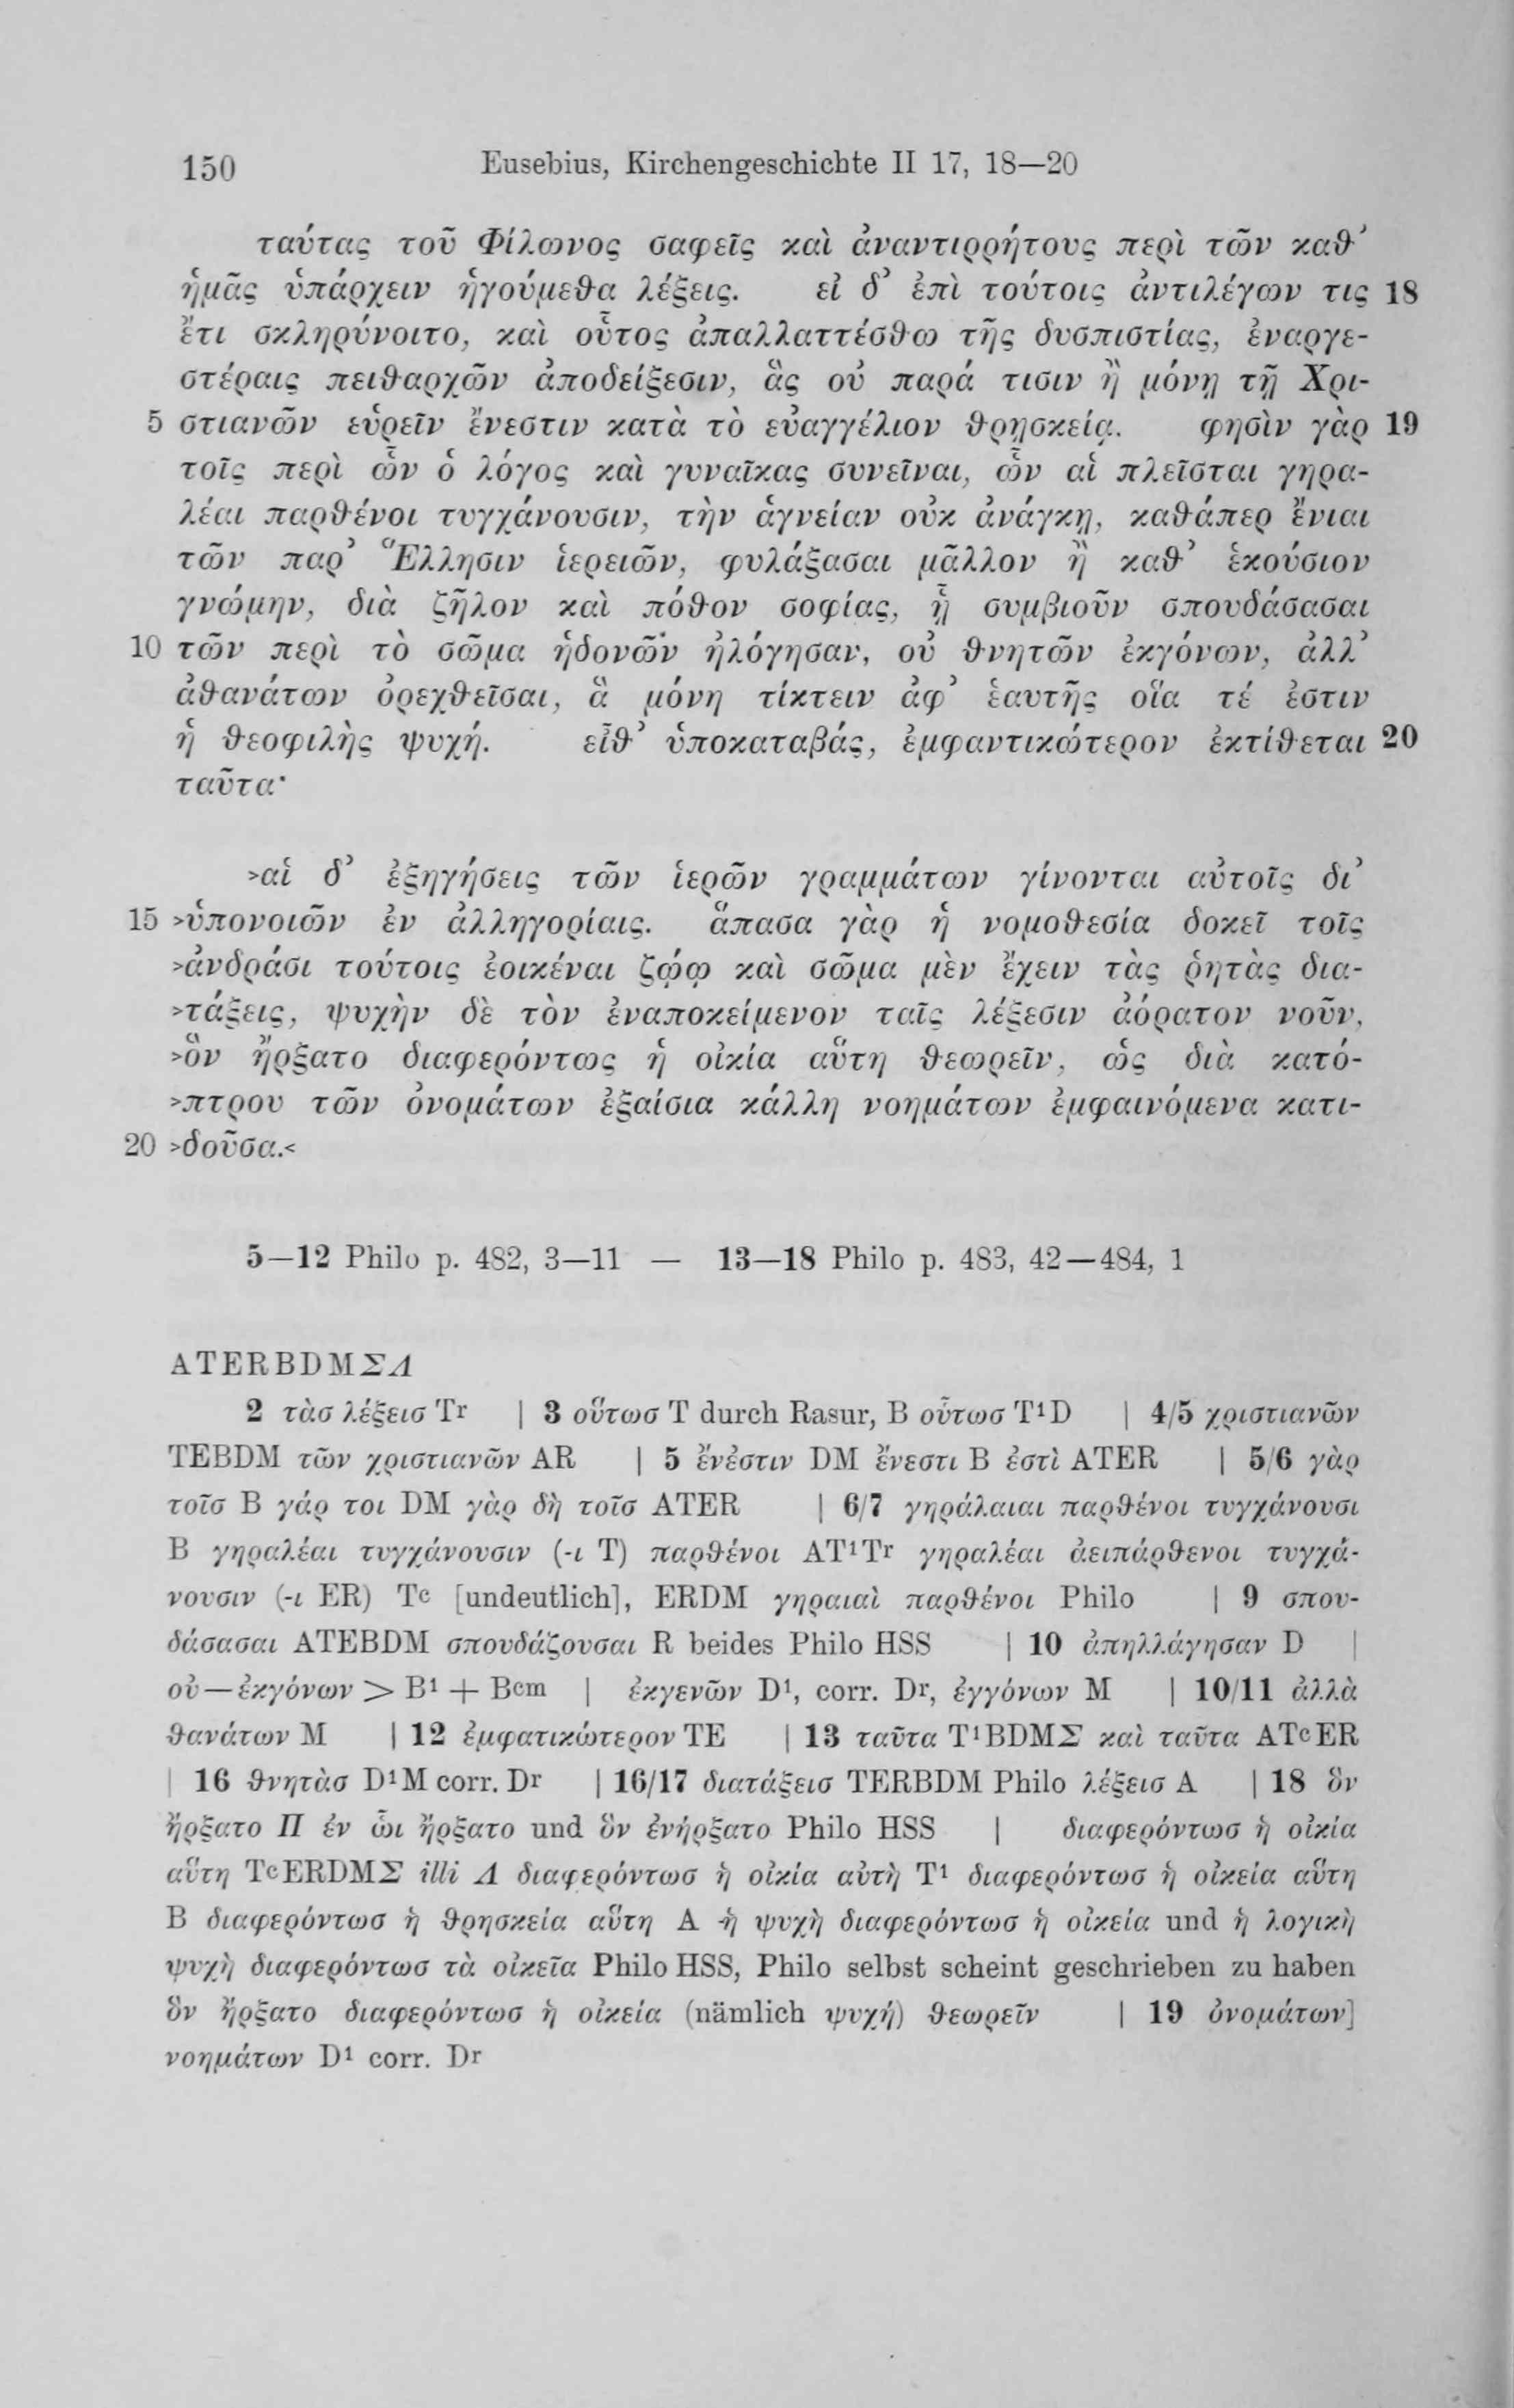 150 Eusebius, Kirchengeschichte II 17, 18—20
ταύτας τοῦ Φίλωνος σαφεῖς καὶ ἀναντιρρήτους περὶ τῶν καθ’
ἡμᾶς ὑπάρχειν ἡγούμεθα λέξεις. εἰ δ’ ἐπὶ τούτοις ἀντιλέγων τις 18
ἔτι σκληρύνοιτο, καὶ οὗτος ἀπαλλαττέσθω τῆς δυσπιστίας, ἐναργε-
στέραις πειθαρχῶν ἀποδείξεσιν, ἃς οὐ παρά τισιν ἢ μόνῃ τῇ Χρι-
5 στιανῶν εὑρεῖν ἔνεστιν κατὰ τὸ εὐαγγέλιον θρησκείᾳ. φησὶν γὰρ 19
τοῖς περὶ ὧν ὁ λόγος καὶ γυναῖκας συνεῖναι, ὧν αἱ πλεῖσται γηρα-
λέαι παρθένοι τυγχάνουσιν, τὴν ἁγνείαν οὐκ ἀνάγκῃ, καθάπερ ἔνιαι
τῶν παρ’ Ἕλλησιν ἱερειῶν, φυλάξασαι μᾶλλον ἢ καθ’ ἑκούσιον
γνώμην, διὰ ζῆλον καὶ πόθον σοφίας, ᾗ συμβιοῦν σπουδάσασαι
10 τῶν περὶ τὸ σῶμα ἡδονῶν ἠλόγησαν, οὐ θνητῶν ἐκγόνων, ἀλλ’
ἀθανάτων ὀρεχθεῖσαι, ἃ μόνη τίκτειν ἀφ’ ἑαυτῆς οἵα τέ ἐστιν
ἡ θεοφιλὴς ψυχή. εἶθ’ ὑποκαταβάς, ἐμφαντικώτερον ἐκτίθεται 20
ταῦτα·
>αἱ δ’ ἐξηγήσεις τῶν ἱερῶν γραμμάτων γίνονται αὐτοῖς δι’
15 >ὑπονοιῶν ἐν ἀλληγορίαις. ἅπασα γὰρ ἡ νομοθεσία δοκεῖ τοῖς
>ἀνδράσι τούτοις ἐοικέναι ζῴῳ καὶ σῶμα μὲν ἔχειν τὰς ῥητὰς δια-
>τάξεις, ψυχὴν δὲ τὸν ἐναποκείμενον ταῖς λέξεσιν ἀόρατον νοῦν,
>ὃν ἤρξατο διαφερόντως ἡ οἰκία αὕτη θεωρεῖν, ὡς διὰ κατό-
>πτρου τῶν ὀνομάτων ἐξαίσια κάλλη νοημάτων ἐμφαινόμενα κατι-
20 >δοῦσα.<
5—12 Philo p. 482, 3—11 — 13—18 Philo p. 483, 42—484, 1
ATERBDMΣΛ
2 τὰσ λέξεισ Tr | 3 οὕτωσ T durch Rasur, B οὗτωσ T¹D | 4/5 χριστιανῶν
TEBDM τῶν χριστιανῶν AR | 5 ἔνέστιν DM ἔνεστι B ἐστὶ ATER | 5/6 γὰρ
τοῖσ B γάρ τοι DM γὰρ δὴ τοῖσ ATER | 6/7 γηράλαιαι παρθένοι τυγχάνουσι
B γηραλέαι τυγχάνουσιν (-ι T) παρθένοι AT¹Tr γηραλέαι ἀειπάρθενοι τυγχά-
νουσιν (-ι ER) Tc [undeutlich], ERDM γηραιαὶ παρθένοι Philo | 9 σπου-
δάσασαι ATEBDM σπουδάζουσαι R beides Philo HSS | 10 ἀπηλλάγησαν D |
οὐ—ἐκγόνων > B¹ + Bcm | ἐκγενῶν D¹, corr. Dr, ἐγγόνων M | 10/11 ἀλλὰ
θανάτων M | 12 ἐμφατικώτερον TE | 13 ταῦτα T¹BDMΣ καὶ ταῦτα ATcER
| 16 θνητὰσ D¹M corr. Dr | 16/17 διατάξεισ TERBDM Philo λέξεισ A | 18 ὃν
ἤρξατο Π ἐν ὧι ἤρξατο und ὃν ἐνήρξατο Philo HSS | διαφερόντωσ ἡ οἰκία
αὕτη TcERDMΣ illi Λ διαφερόντωσ ἡ οἰκία αὐτὴ T¹ διαφερόντωσ ἡ οἰκεία αὕτη
B διαφερόντωσ ἡ θρησκεία αὕτη A ἡ ψυχὴ διαφερόντωσ ἡ οἰκεία und ἡ λογικὴ
ψυχὴ διαφερόντωσ τὰ οἰκεῖα Philo HSS, Philo selbst scheint geschrieben zu haben
ὃν ἤρξατο διαφερόντωσ ἡ οἰκεία (nämlich ψυχή) θεωρεῖν | 19 ὀνομάτων]
νοημάτων D¹ corr. Dr